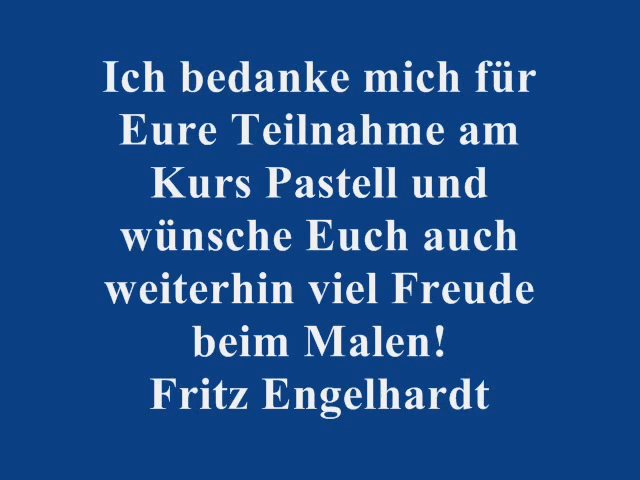 Ich bedanke mich für
Eure Teilnahme am
Kurs Pastell und
wünsche Euch auch
weiterhin viel Freude
beim Malen!
Fritz Engelhardt